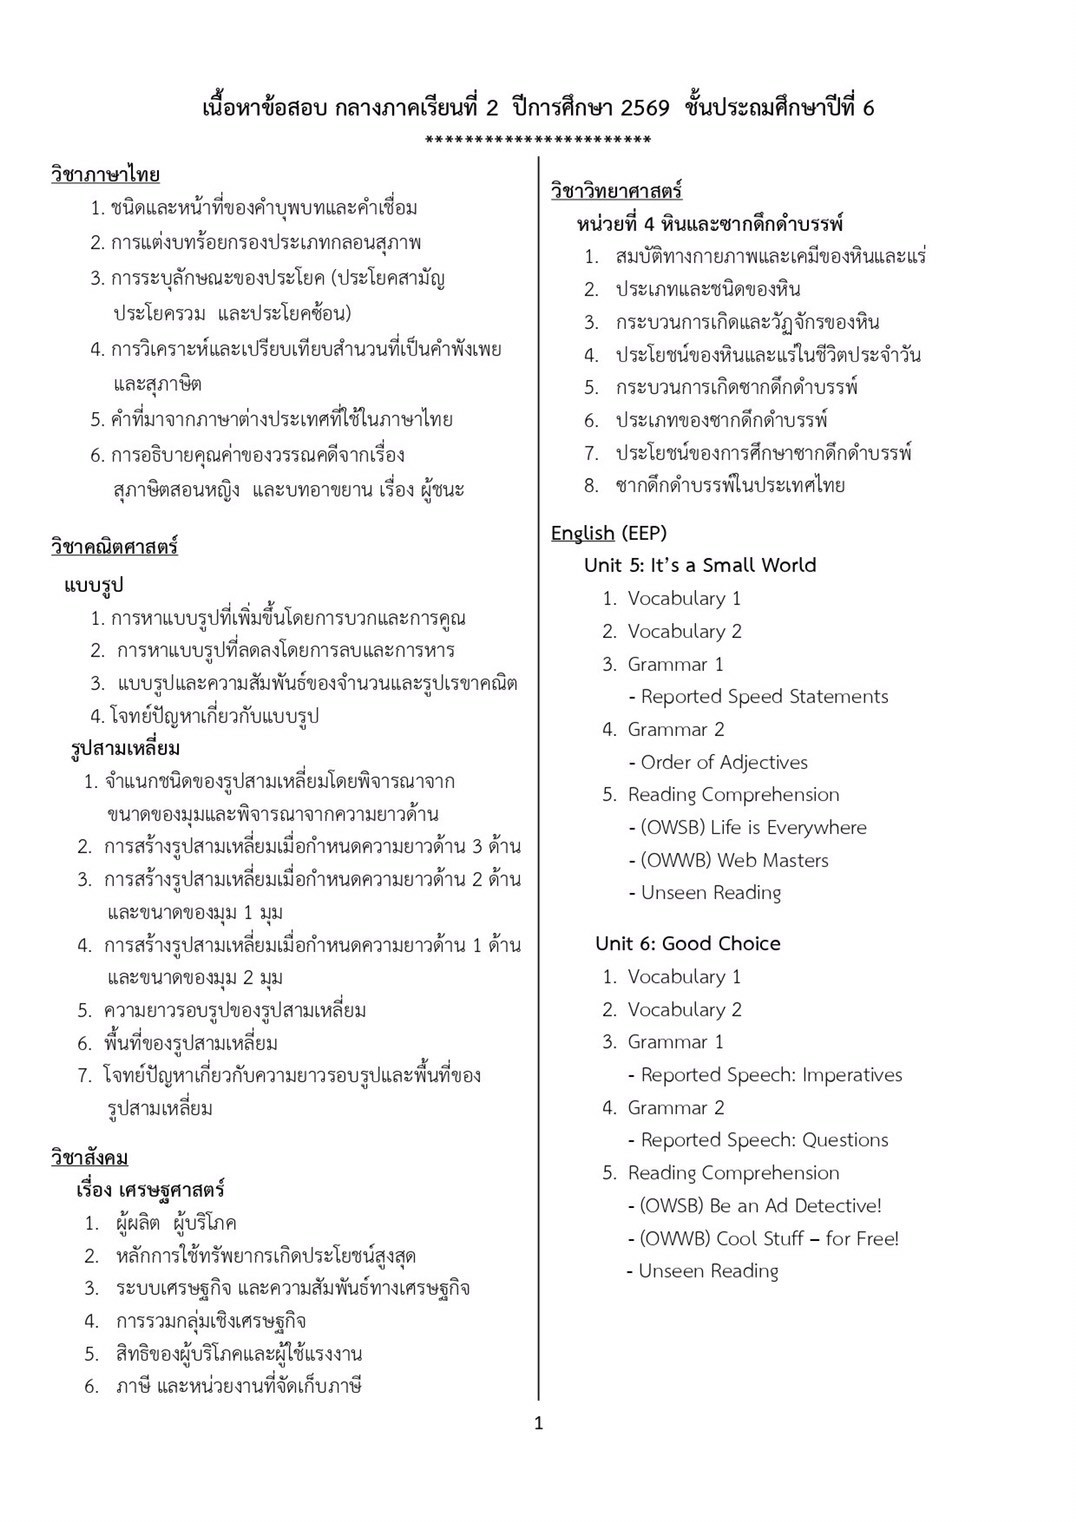 เนื้อหาข้อสอบ กลางภาคเรียนที่ 2 ปีการศึกษา 2569 ชั้นประถมศึกษาปีที่ 6
***********************
วิชาภาษาไทย
1. ชนิดและหน้าที่ของคำบุพบทและคำเชื่อม
2. การแต่งบทร้อยกรองประเภทกลอนสุภาพ
3. การระบุลักษณะของประโยค (ประโยคสามัญ
ประโยครวม และประโยคซ้อน)
4. การวิเคราะห์และเปรียบเทียบสำนวนที่เป็นคำพังเพย
และสุภาษิต
5. คำที่มาจากภาษาต่างประเทศที่ใช้ในภาษาไทย
6. การอธิบายคุณค่าของวรรณคดีจากเรื่อง
สุภาษิตสอนหญิง และบทอาขยาน เรื่อง ผู้ชนะ
วิชาคณิตศาสตร์
แบบรูป
1. การหาแบบรูปที่เพิ่มขึ้นโดยการบวกและการคูณ
2. การหาแบบรูปที่ลดลงโดยการลบและการหาร
3. แบบรูปและความสัมพันธ์ของจำนวนและรูปเรขาคณิต
4. โจทย์ปัญหาเกี่ยวกับแบบรูป
รูปสามเหลี่ยม
1. จำแนกชนิดของรูปสามเหลี่ยมโดยพิจารณาจาก
ขนาดของมุมและพิจารณาจากความยาวด้าน
2. การสร้างรูปสามเหลี่ยมเมื่อกำหนดความยาวด้าน 3 ด้าน
3. การสร้างรูปสามเหลี่ยมเมื่อกำหนดความยาวด้าน 2 ด้าน
และขนาดของมุม 1 มุม
4. การสร้างรูปสามเหลี่ยมเมื่อกำหนดความยาวด้าน 1 ด้าน
และขนาดของมุม 2 มุม
5. ความยาวรอบรูปของรูปสามเหลี่ยม
6. พื้นที่ของรูปสามเหลี่ยม
7. โจทย์ปัญหาเกี่ยวกับความยาวรอบรูปและพื้นที่ของ
รูปสามเหลี่ยม
วิชาสังคม
เรื่อง เศรษฐศาสตร์
1. ผู้ผลิต ผู้บริโภค
2. หลักการใช้ทรัพยากรเกิดประโยชน์สูงสุด
3. ระบบเศรษฐกิจ และความสัมพันธ์ทางเศรษฐกิจ
4. การรวมกลุ่มเชิงเศรษฐกิจ
5. สิทธิของผู้บริโภคและผู้ใช้แรงงาน
6. ภาษี และหน่วยงานที่จัดเก็บภาษี
วิชาวิทยาศาสตร์
หน่วยที่ 4 หินและซากดึกดำบรรพ์
1. สมบัติทางกายภาพและเคมีของหินและแร่
2. ประเภทและชนิดของหิน
3. กระบวนการเกิดและวัฏจักรของหิน
4. ประโยชน์ของหินและแร่ในชีวิตประจำวัน
5. กระบวนการเกิดซากดึกดำบรรพ์
6. ประเภทของซากดึกดำบรรพ์
7. ประโยชน์ของการศึกษาซากดึกดำบรรพ์
8. ซากดึกดำบรรพ์ในประเทศไทย
English (EEP)
Unit 5: It’s a Small World
1. Vocabulary 1
2. Vocabulary 2
3. Grammar 1
- Reported Speed Statements
4. Grammar 2
- Order of Adjectives
5. Reading Comprehension
- (OWSB) Life is Everywhere
- (OWWB) Web Masters
- Unseen Reading
Unit 6: Good Choice
1. Vocabulary 1
2. Vocabulary 2
3. Grammar 1
- Reported Speech: Imperatives
4. Grammar 2
- Reported Speech: Questions
5. Reading Comprehension
- (OWSB) Be an Ad Detective!
- (OWWB) Cool Stuff – for Free!
- Unseen Reading
1